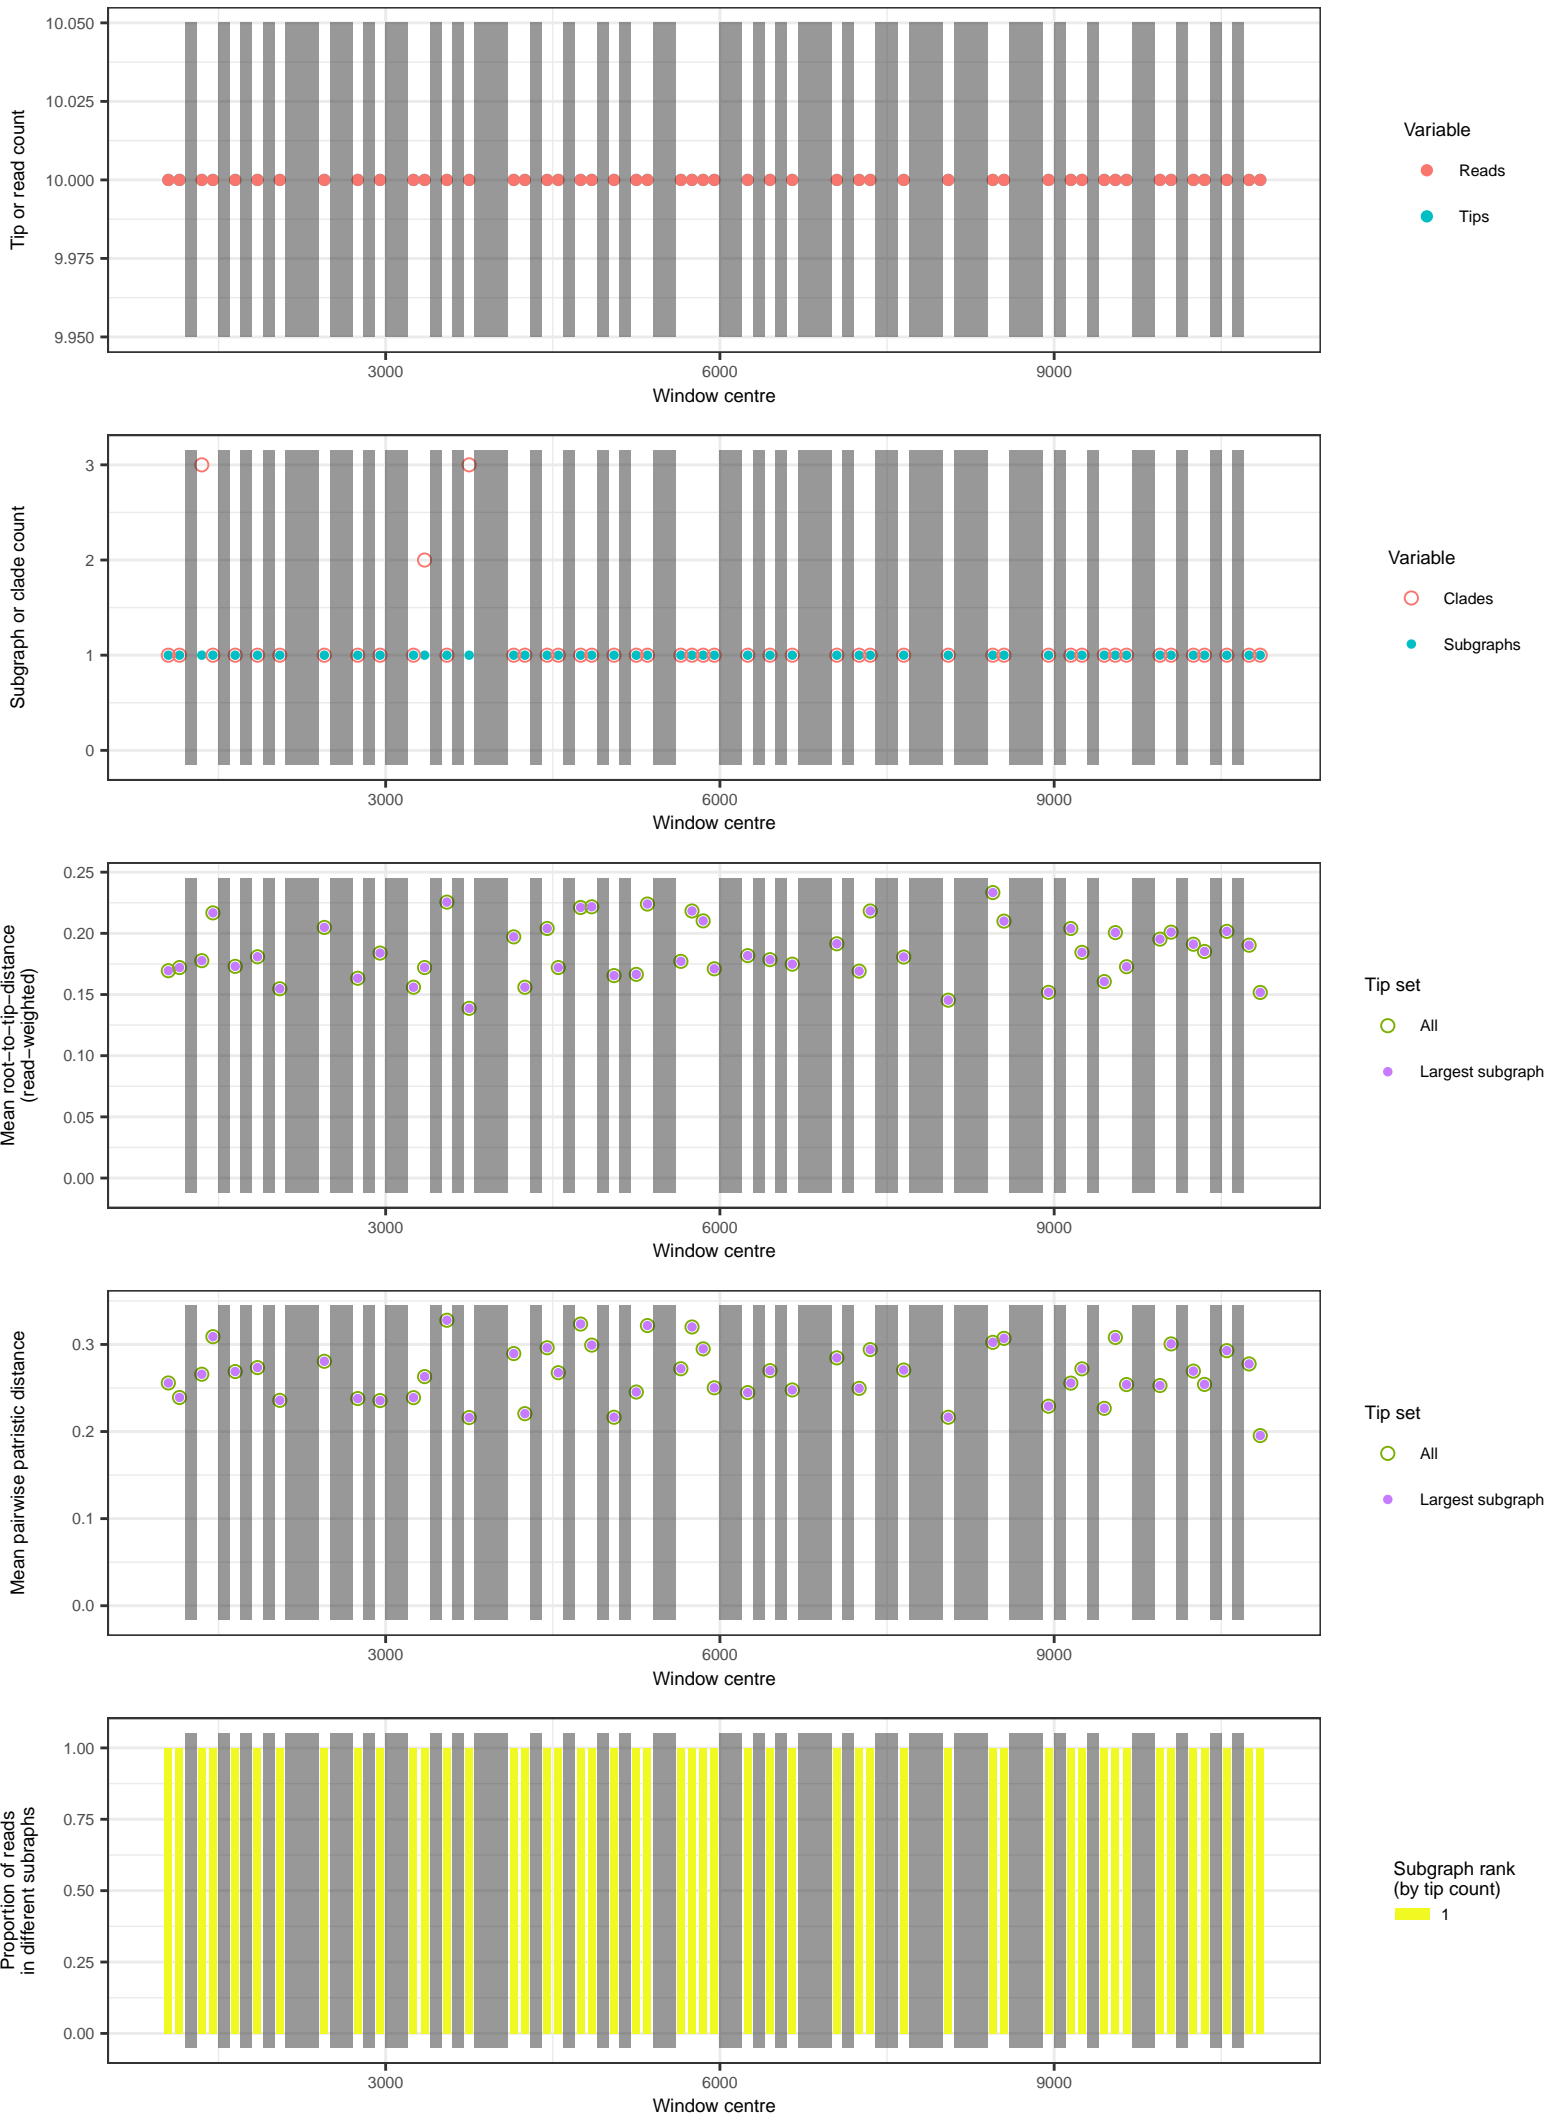 10.050
10.025
10.000
9.975
9.950
Tip or read count
3000
6000
9000
Window centre
Variable
Reads
Tips
3
2
1
0
Subgraph or clade count
3000
6000
9000
Window centre
Variable
Clades
Subgraphs
0.25
0.20
0.15
0.10
0.05
0.00
Mean root−to−tip−distance
(read−weighted)
3000
6000
9000
Window centre
Tip set
All
Largest subgraph
0.3
0.2
0.1
0.0
Mean pairwise patristic distance
3000
6000
9000
Window centre
Tip set
All
Largest subgraph
1.00
0.75
0.50
0.25
0.00
Proportion of reads
in different subraphs
3000
6000
9000
Window centre
Subgraph rank
(by tip count)
1